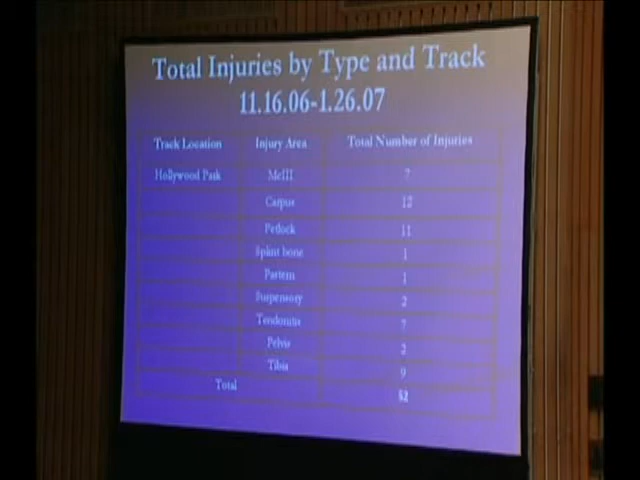 Total Injuries by Type and Track
11.16.06-1.26.07
Track Location Injury Area Total Number of Injuries
Hollywood Park McIII 7
Carpus 12
Fetlock 11
Splint bone 1
Pastern 1
Suspensory 2
Tendonitis 7
Pelvis 2
Tibia 9
Total 52